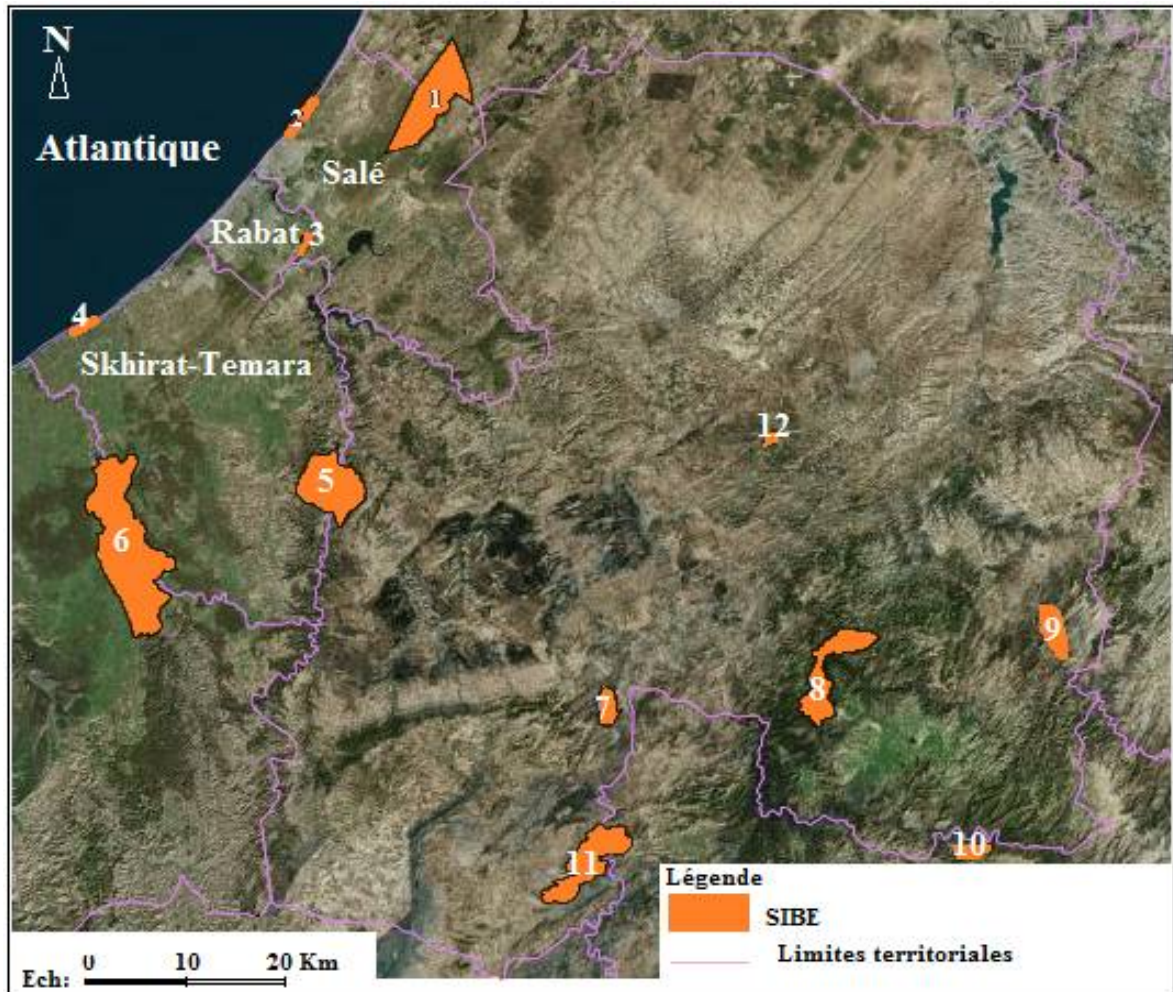 N
1
2
Atlantique
Salé
Rabat 3
4
Skhirat-Temara
12
5
6
9
8
7
10
11
Légende
SIBE
Limites territoriales
0 10 20 Km
Ech: